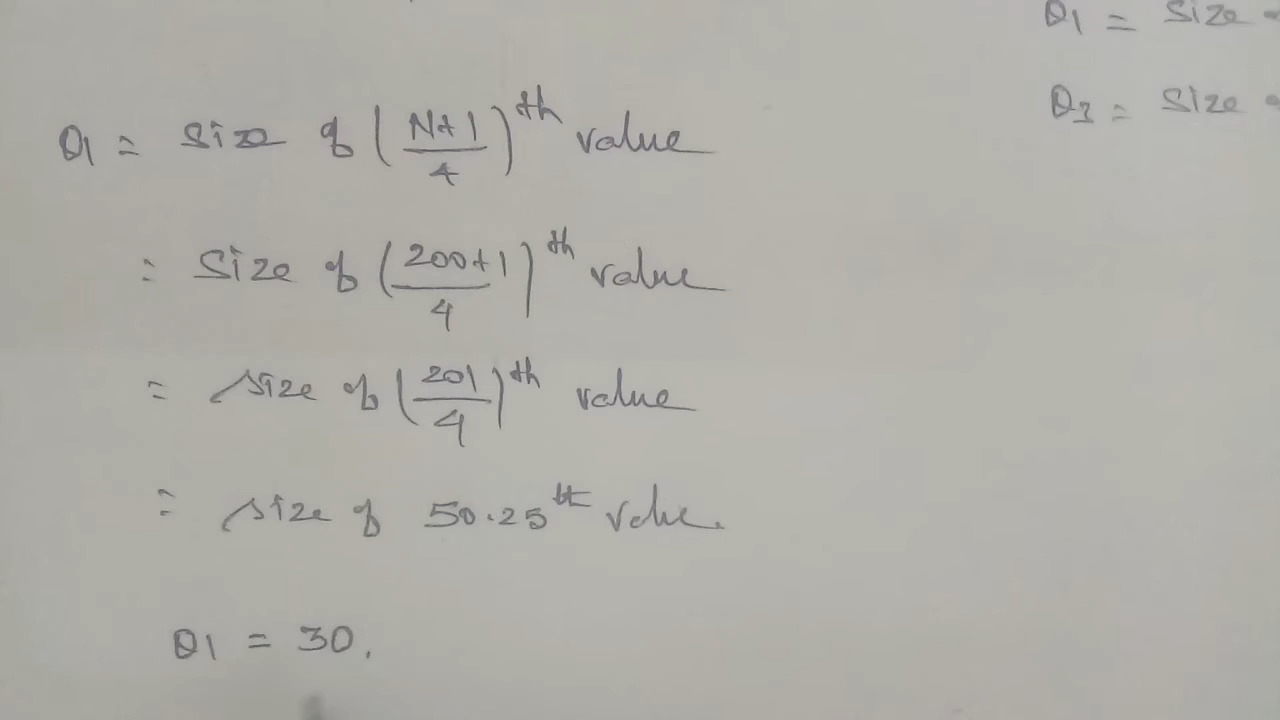 Q1 = Size
Q3 = Size
Q1 = Size of (N+1/4)th value
= Size of (200+1/4)th value
= Size of (201/4)th value
= Size of 50.25th value.
Q1 = 30.